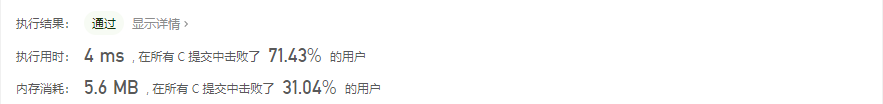 执行结果： 通过 显示详情 >
执行用时： 4 ms , 在所有 C 提交中击败了 71.43% 的用户
内存消耗： 5.6 MB , 在所有 C 提交中击败了 31.04% 的用户